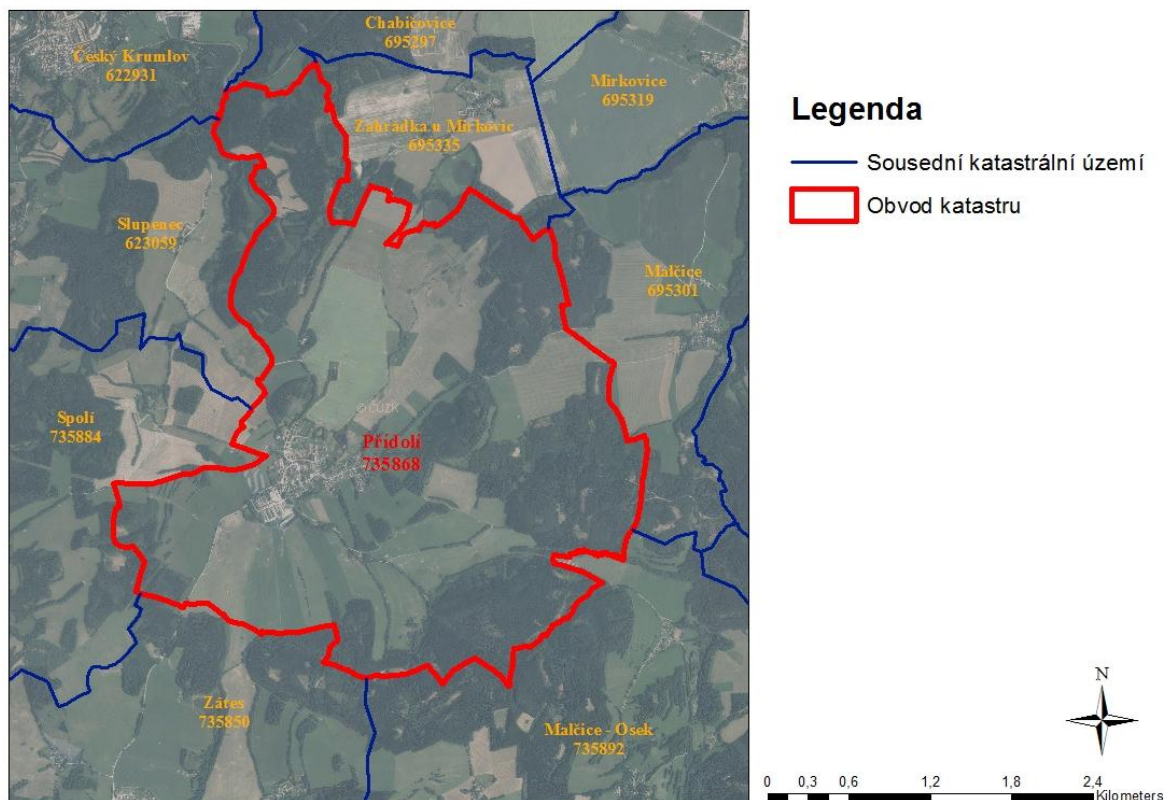 Chabičovice
695297
Český Krumlov
622931
Mirkovice
695319
Zahrádka u Mirkovic
695335
Slupenec
623059
Malčice
695301
Spolí
735884
© ČÚZK
Přídolí
735868
Zátes
735850
Malčice - Osek
735892
Legenda
Sousední katastrální území
Obvod katastru
N
0 0,3 0,6 1,2 1,8 2,4
Kilometers